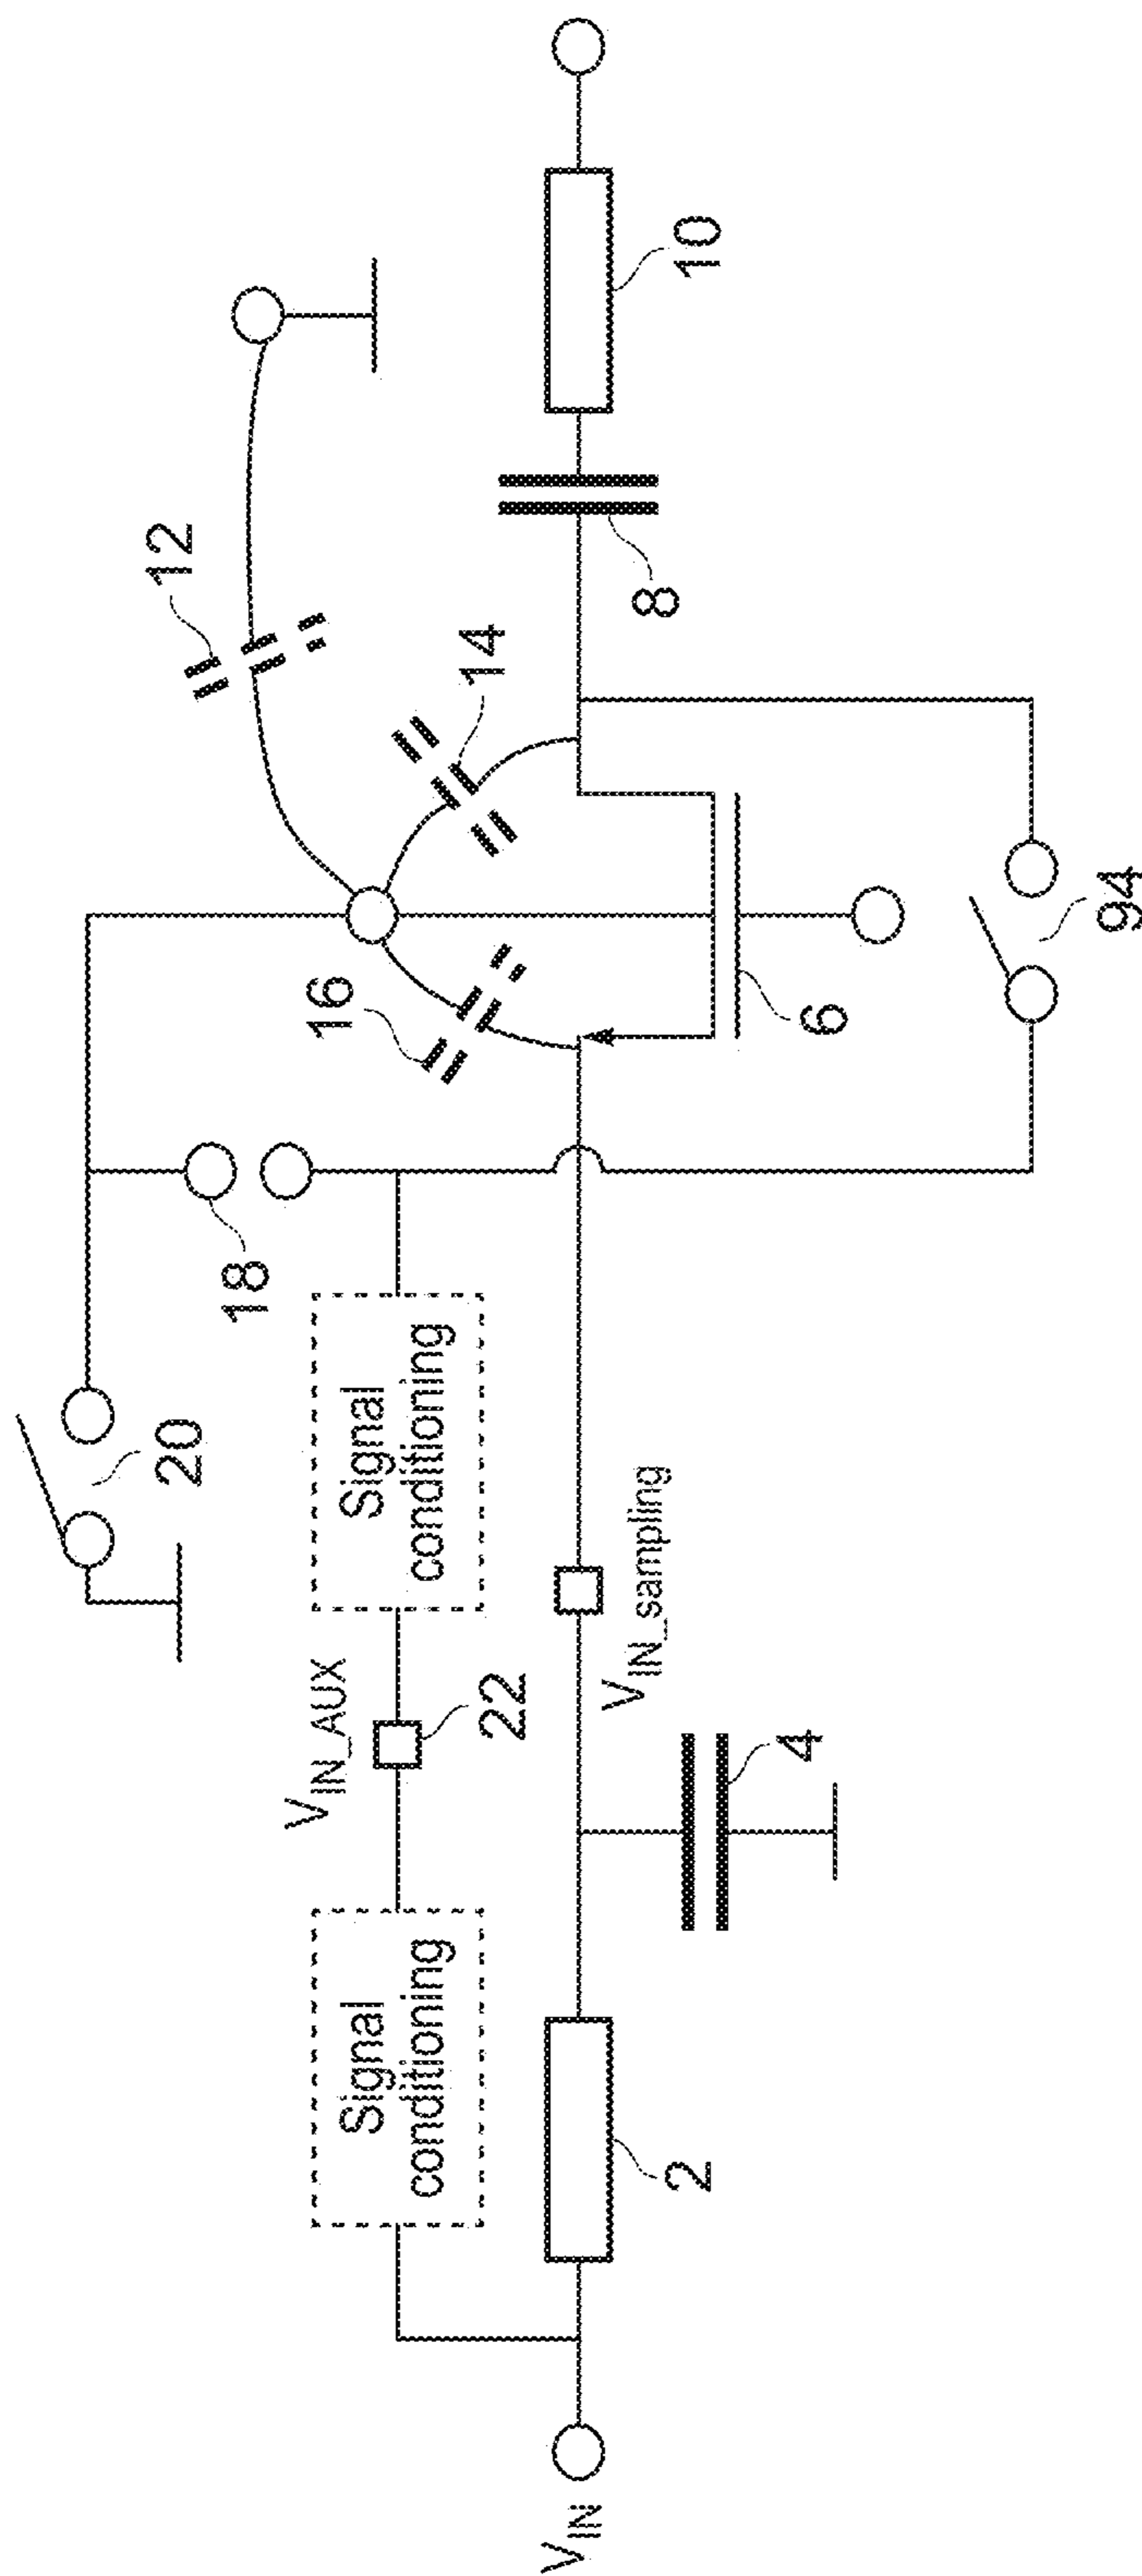 20
18
12
16
14
Signal
conditioning
V_IN_AUX
22
Signal
conditioning
V_IN
2
4
V_IN_sampling
6
8
10
94